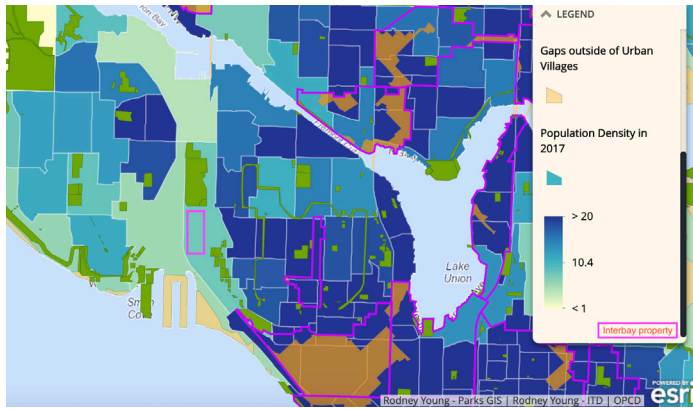 LEGEND
Gaps outside of Urban
Villages
Population Density in
2017
> 20
10.4
< 1
Interbay property
Lake
Union
POWERED BY
esri
Rodney Young - Parks GIS | Rodney Young - ITD | OPCD